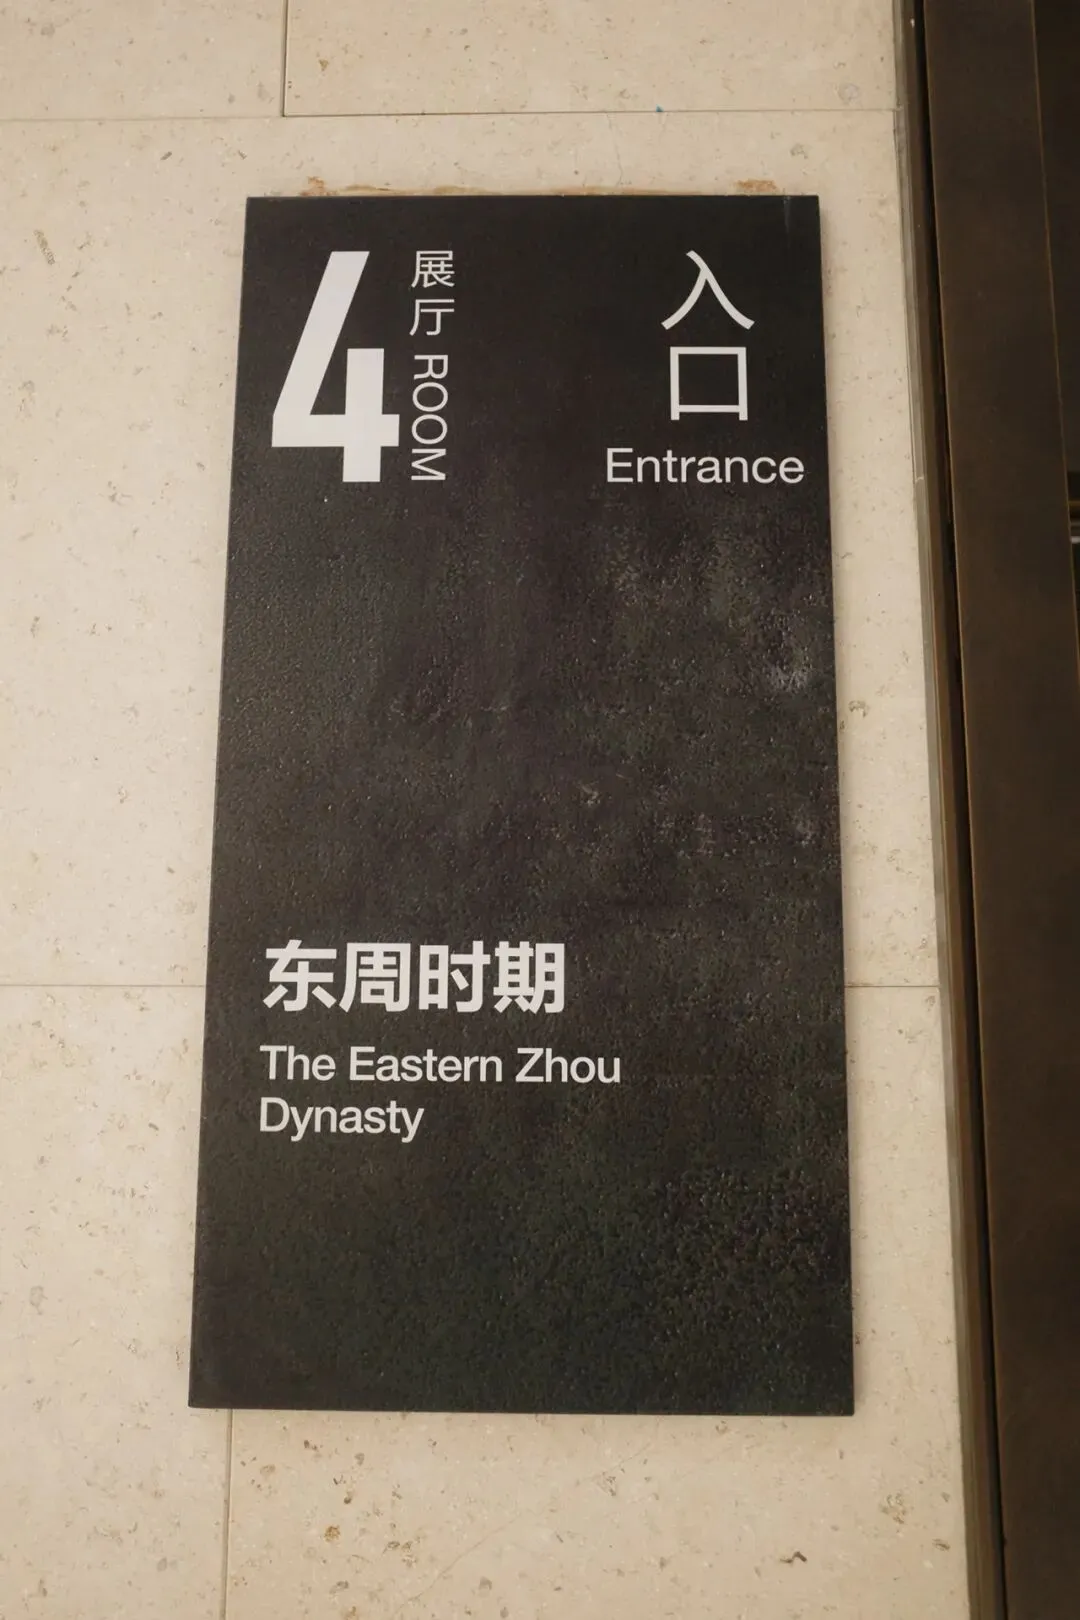 4
展厅 ROOM
入口
Entrance
东周时期
The Eastern Zhou
Dynasty